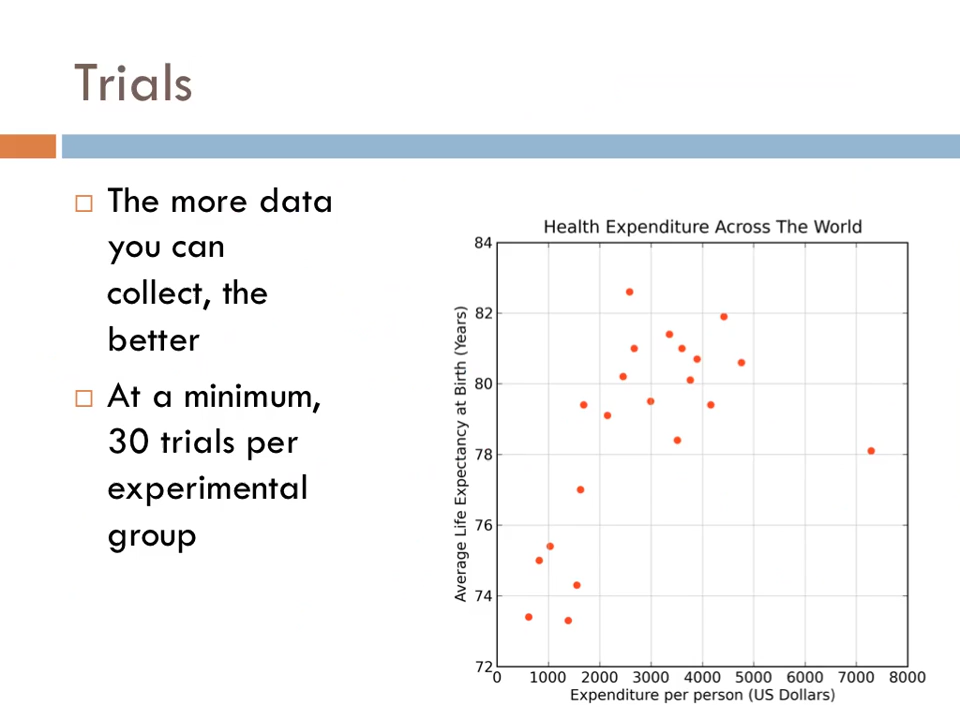 Trials
The more data
you can
collect, the
better
At a minimum,
30 trials per
experimental
group
Health Expenditure Across The World
Average Life Expectancy at Birth (Years)
84
82
80
78
76
74
72
0 1000 2000 3000 4000 5000 6000 7000 8000
Expenditure per person (US Dollars)